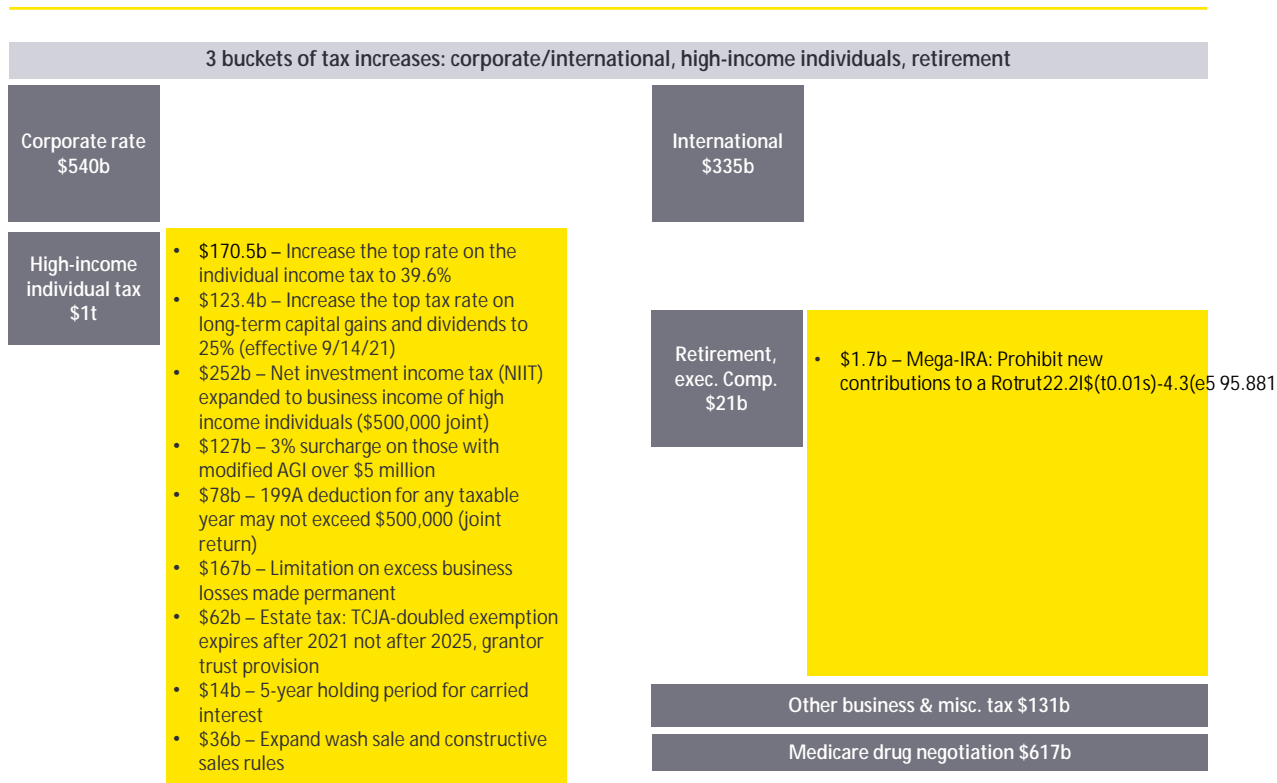 3 buckets of tax increases: corporate/international, high-income individuals, retirement
Corporate rate
$540b
International
$335b
High-income
individual tax
$1t
• $170.5b – Increase the top rate on the
individual income tax to 39.6%
• $123.4b – Increase the top tax rate on
long-term capital gains and dividends to
25% (effective 9/14/21)
• $252b – Net investment income tax (NIIT)
expanded to business income of high
income individuals ($500,000 joint)
• $127b – 3% surcharge on those with
modified AGI over $5 million
• $78b – 199A deduction for any taxable
year may not exceed $500,000 (joint
return)
• $167b – Limitation on excess business
losses made permanent
• $62b – Estate tax: TCJA-doubled exemption
expires after 2021 not after 2025, grantor
trust provision
• $14b – 5-year holding period for carried
interest
• $36b – Expand wash sale and constructive
sales rules
Retirement,
exec. Comp.
$21b
• $1.7b – Mega-IRA: Prohibit new
contributions to a Rotrut22.2I$(t0.01s)-4.3(e5 95.881
Other business & misc. tax $131b
Medicare drug negotiation $617b